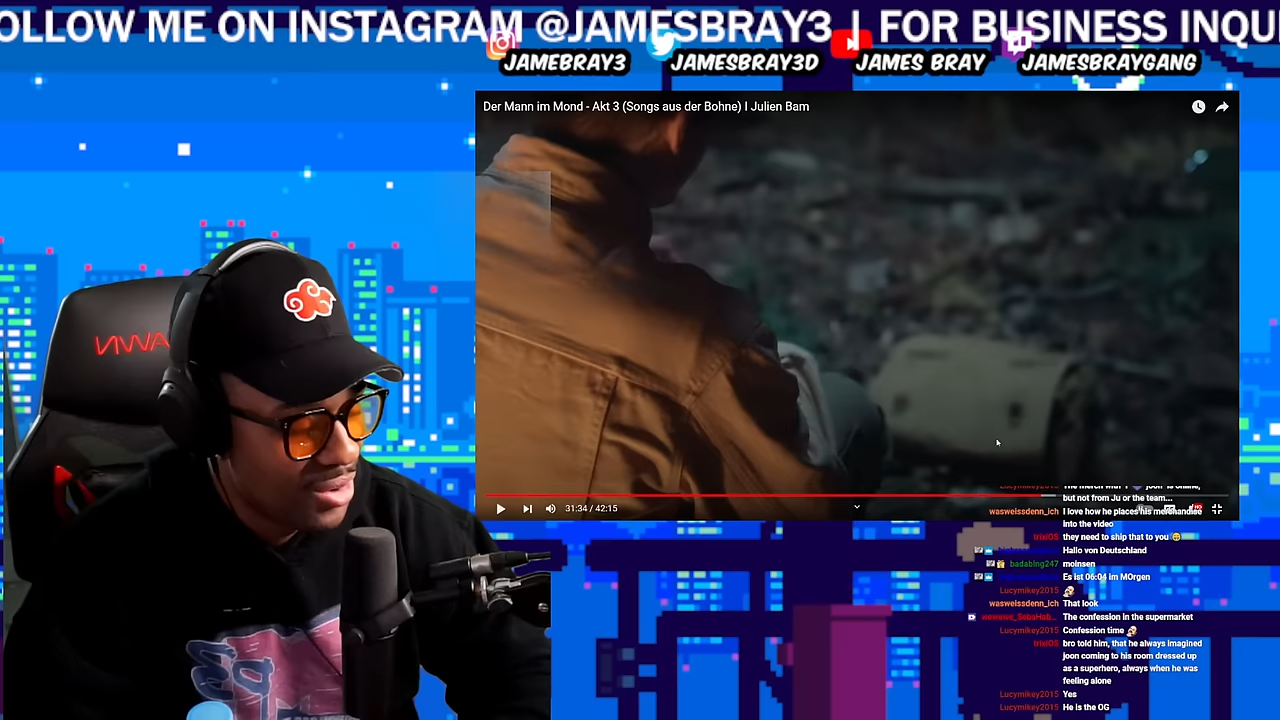 OLLOW ME ON INSTAGRAM @JAMESBRAY3 | FOR BUSINESS INQU
JAMEBRAY3
JAMESBRAY3D
JAMES BRAY
JAMESBRAYGANG
Der Mann im Mond - Akt 3 (Songs aus der Bohne) I Julien Bam
31:34 / 42:15
Lucymikey2015
but not from Ju or the team...
wasweissdenn_ich I love how he places his merchandise
into the video
they need to ship that to you
Hallo von Deutschland
badabing247 moinsen
Es ist 06:04 im MOrgen
Lucymikey2015
wasweissdenn_ich That look
The confession in the supermarket
Lucymikey2015 Confession time
bro told him, that he always imagined
joon coming to his room dressed up
as a superhero, always when he was
feeling alone
Lucymikey2015 Yes
Lucymikey2015 He is the OG